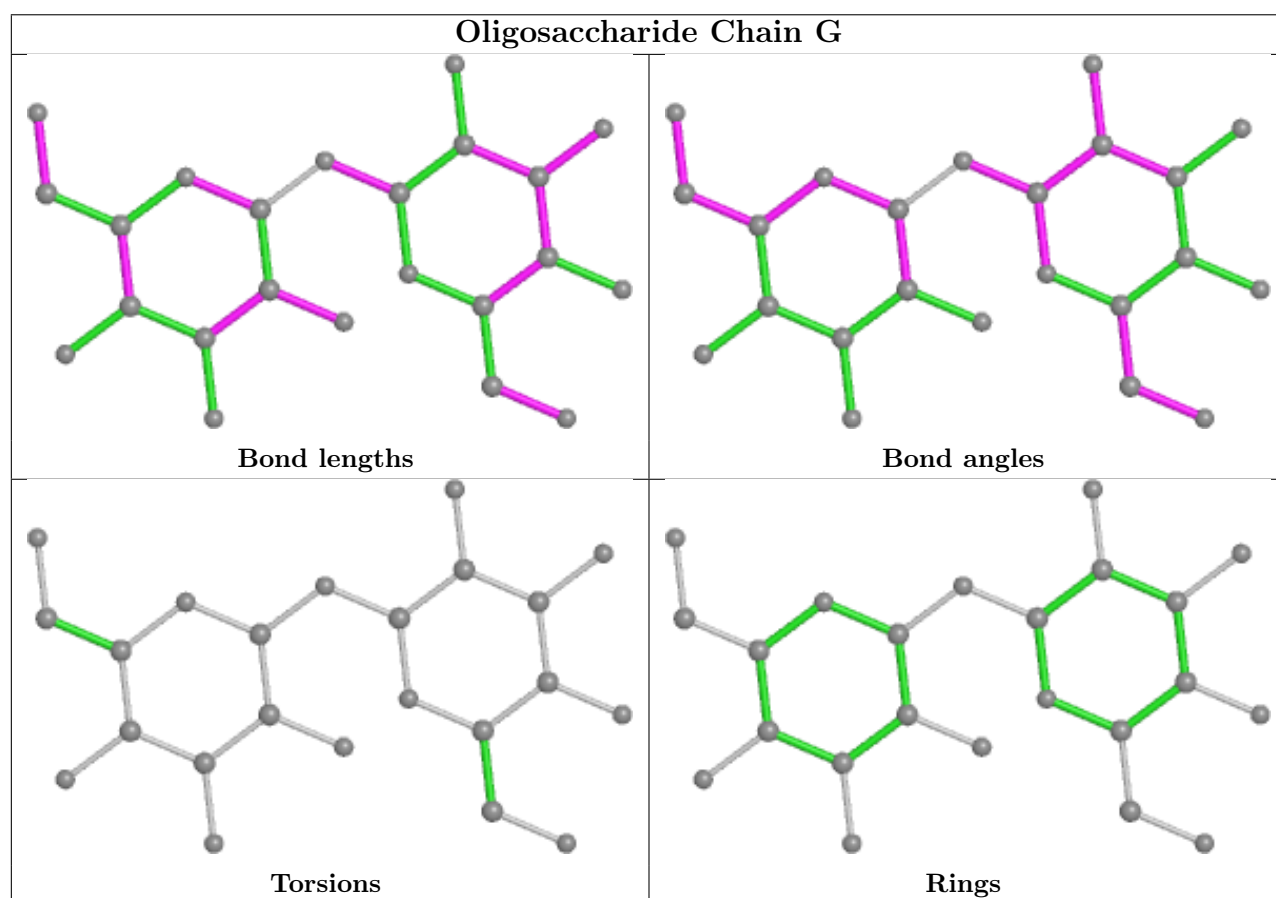 Oligosaccharide Chain G
Bond lengths
Bond angles
Torsions
Rings